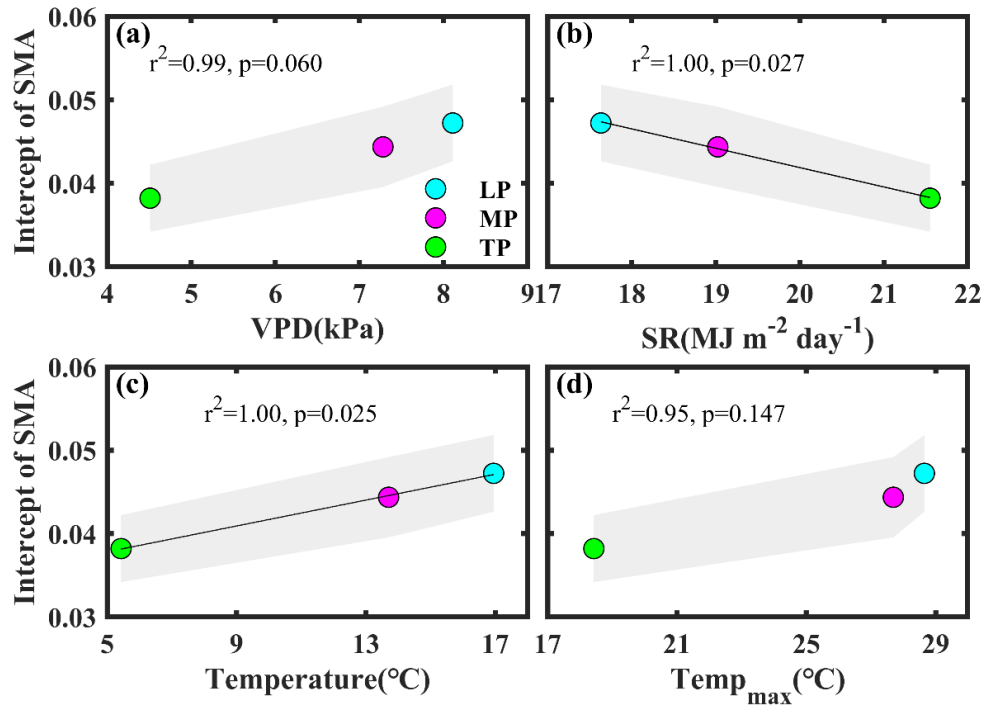 (a)
r²=0.99, p=0.060
Intercept of SMA
0.06
0.05
0.04
0.03
LP
MP
TP
4 5 6 7 8 9
VPD(kPa)
(b)
r²=1.00, p=0.027
17 18 19 20 21 22
SR(MJ m⁻² day⁻¹)
(c)
r²=1.00, p=0.025
Intercept of SMA
0.06
0.05
0.04
0.03
5 9 13 17
Temperature(°C)
(d)
r²=0.95, p=0.147
17 21 25 29
Temp_max(°C)